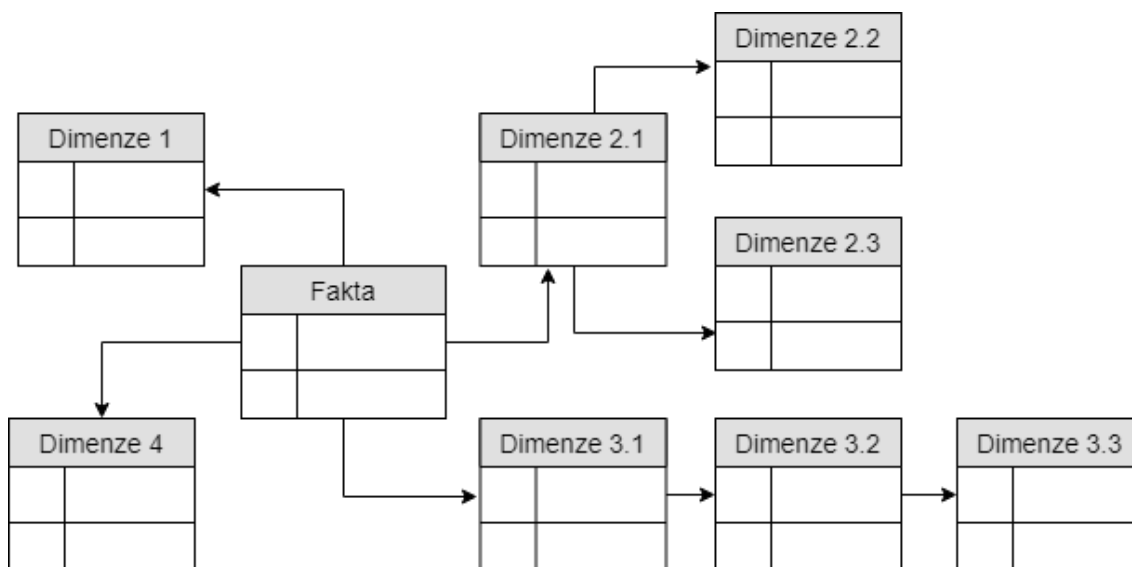 Dimenze 2.2
Dimenze 1
Dimenze 2.1
Dimenze 2.3
Fakta
Dimenze 4
Dimenze 3.1
Dimenze 3.2
Dimenze 3.3